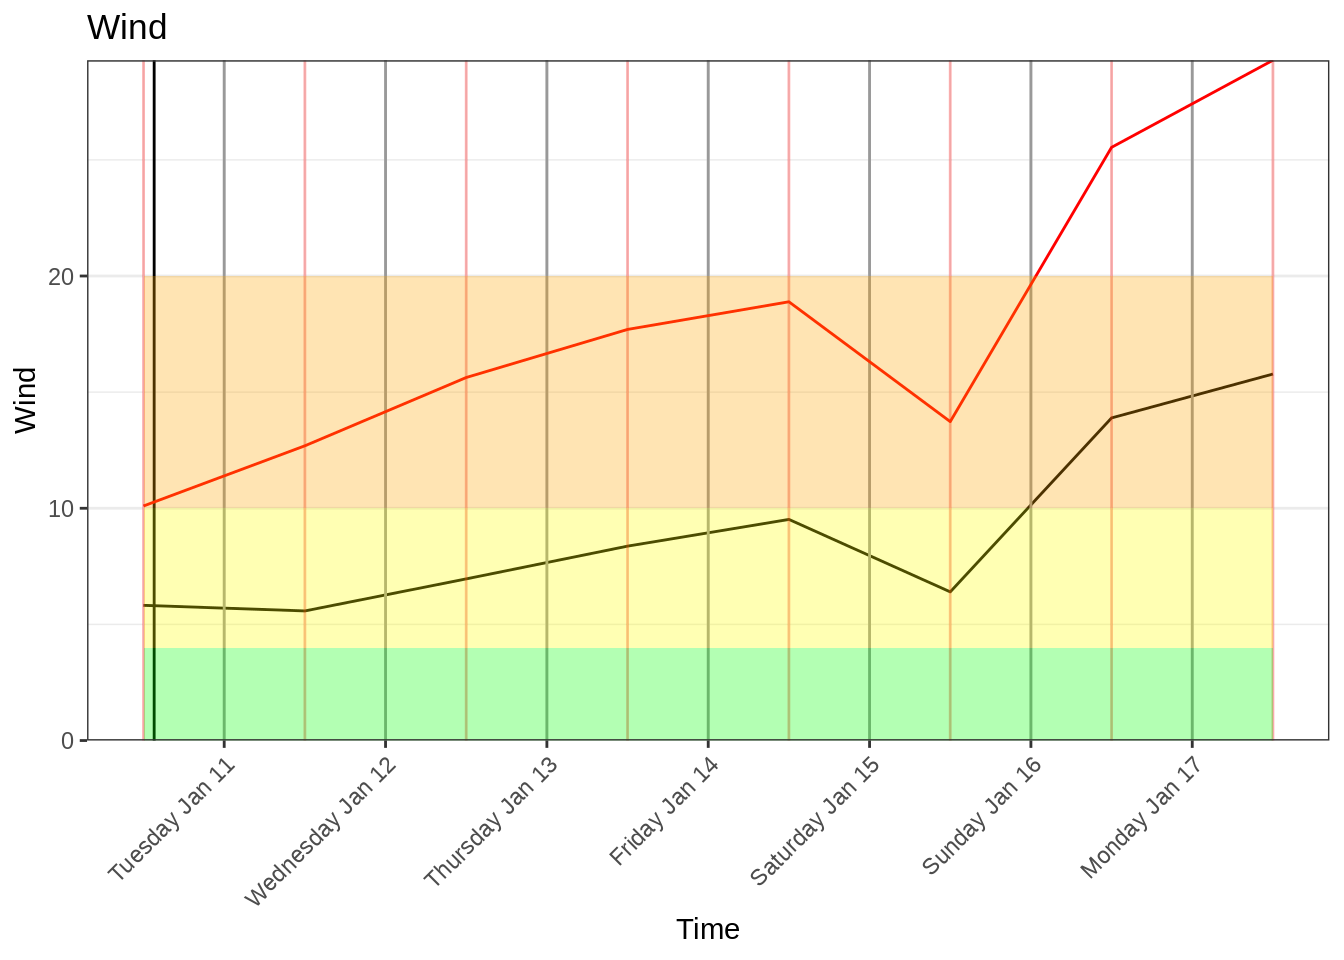 Wind
Wind
20
10
0
Tuesday Jan 11
Wednesday Jan 12
Thursday Jan 13
Friday Jan 14
Saturday Jan 15
Sunday Jan 16
Monday Jan 17
Time